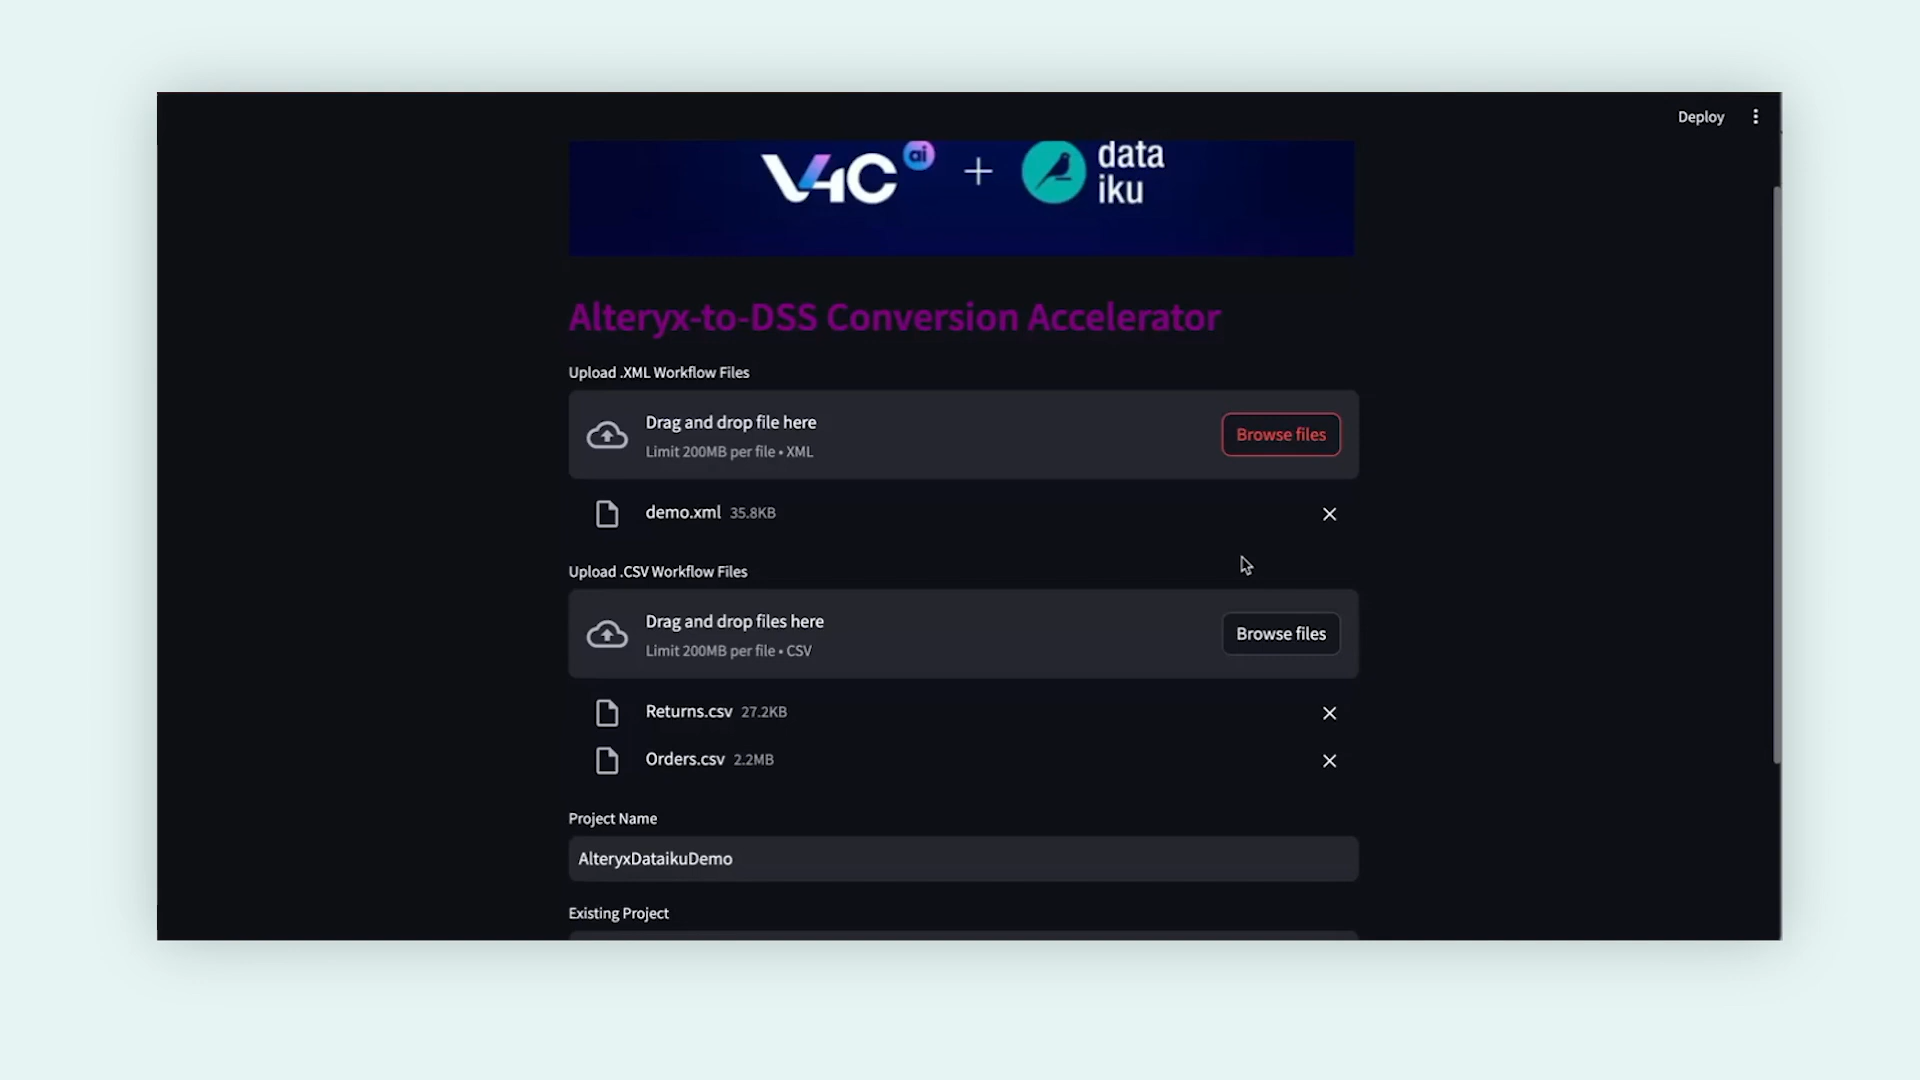 Deploy
V4C ai + data
iku
Alteryx-to-DSS Conversion Accelerator
Upload .XML Workflow Files
Drag and drop file here
Limit 200MB per file • XML
Browse files
demo.xml 35.8KB
Upload .CSV Workflow Files
Drag and drop files here
Limit 200MB per file • CSV
Browse files
Returns.csv 27.2KB
Orders.csv 2.2MB
Project Name
AlteryxDataikuDemo
Existing Project